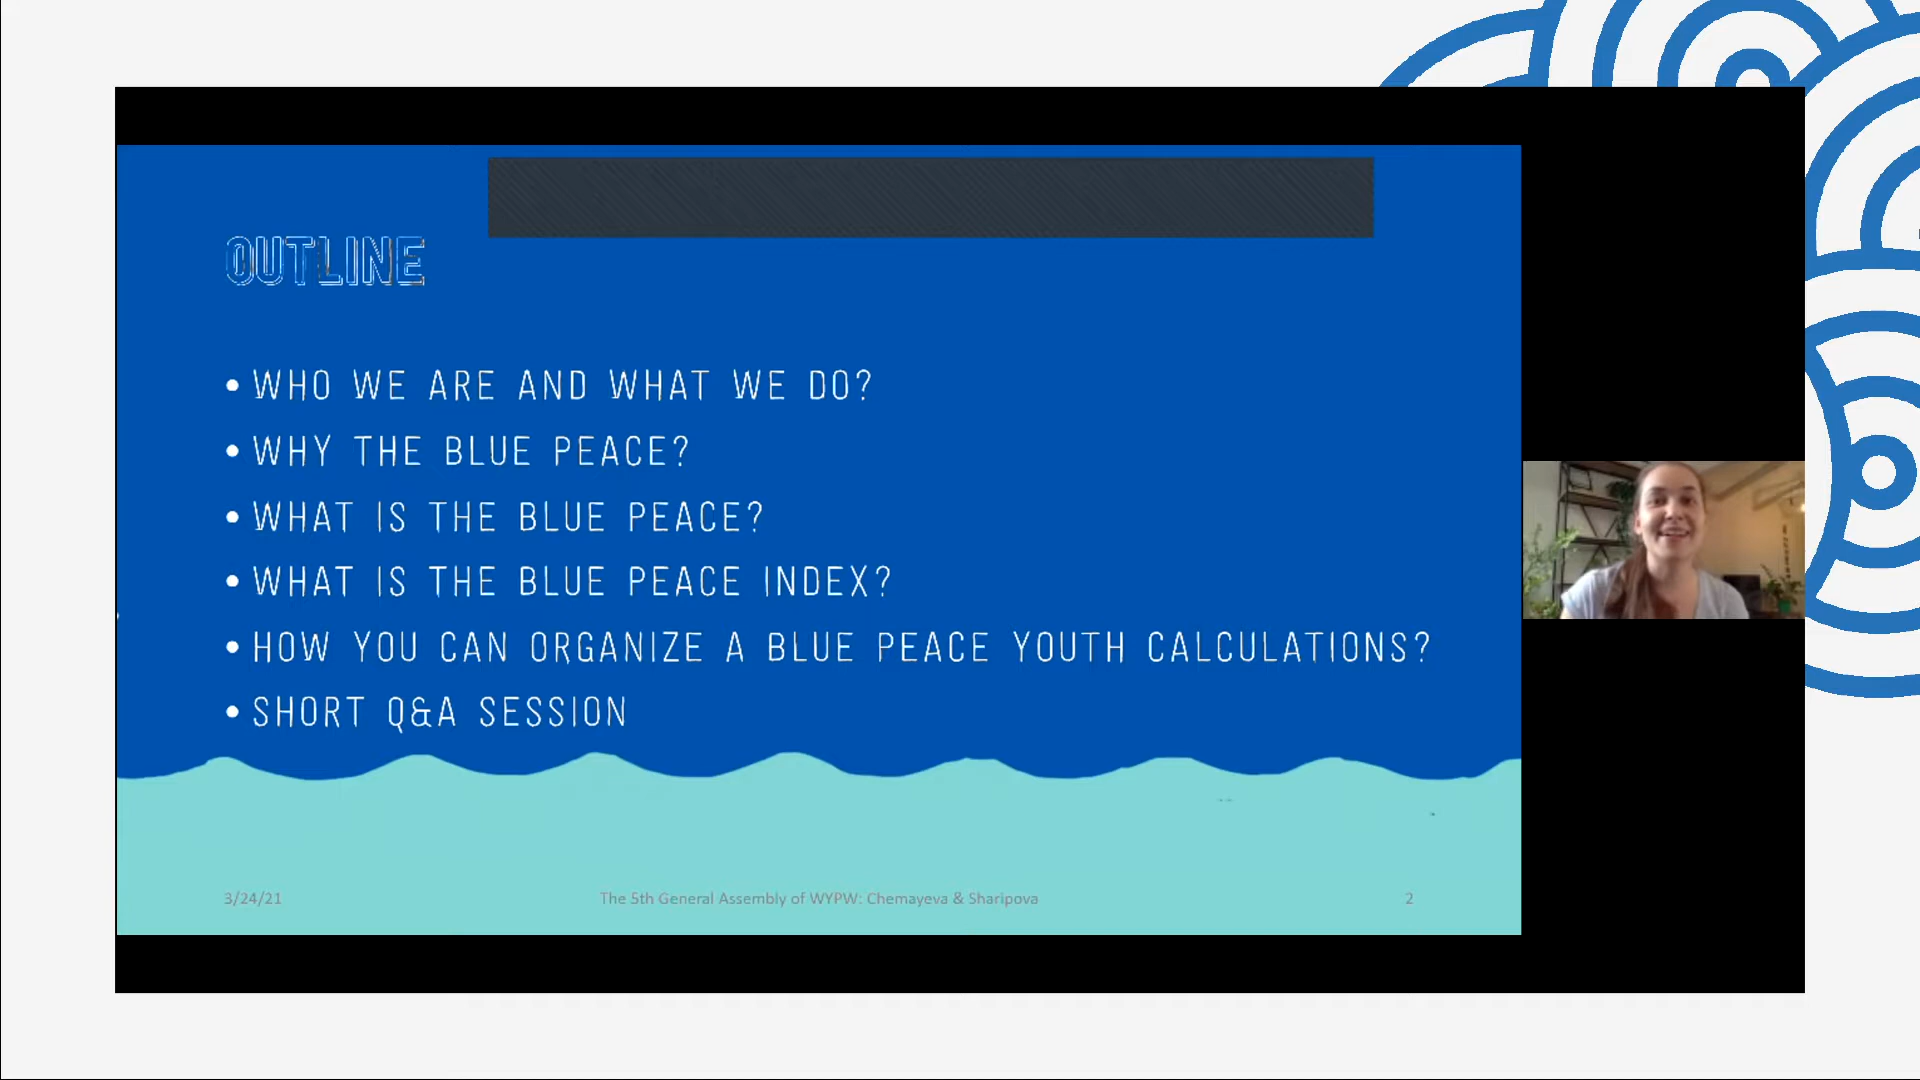 OUTLINE
• WHO WE ARE AND WHAT WE DO?
• WHY THE BLUE PEACE?
• WHAT IS THE BLUE PEACE?
• WHAT IS THE BLUE PEACE INDEX?
• HOW YOU CAN ORGANIZE A BLUE PEACE YOUTH CALCULATIONS?
• SHORT Q&A SESSION
3/24/21
The 5th General Assembly of WYPW: Chemayeva & Sharipova
2